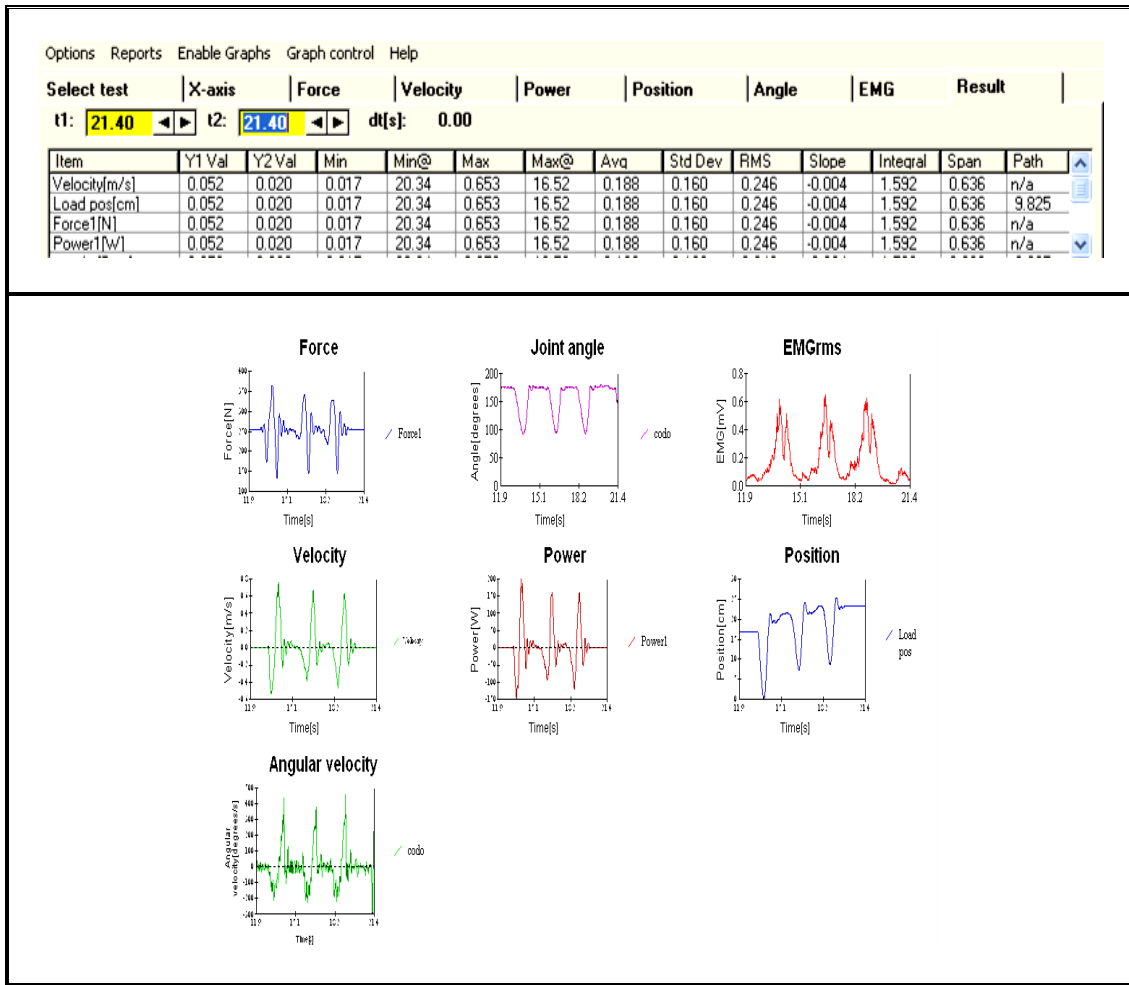 Options Reports Enable Graphs Graph control Help
Select test X-axis Force Velocity Power Position Angle EMG Result
t1: 21.40 t2: 21.40 dt[s]: 0.00
Item Y1 Val Y2 Val Min Min@ Max Max@ Avg Std Dev RMS Slope Integral Span Path
Velocity[m/s] 0.052 0.020 0.017 20.34 0.653 16.52 0.188 0.160 0.246 -0.004 1.592 0.636 n/a
Load pos[cm] 0.052 0.020 0.017 20.34 0.653 16.52 0.188 0.160 0.246 -0.004 1.592 0.636 9.825
Force1[N] 0.052 0.020 0.017 20.34 0.653 16.52 0.188 0.160 0.246 -0.004 1.592 0.636 n/a
Power1[W] 0.052 0.020 0.017 20.34 0.653 16.52 0.188 0.160 0.246 -0.004 1.592 0.636 n/a
Force Joint angle EMGrms
Force[N]
Force1
Time[s]
Angle[degrees]
200
150
100
50
0
11.9 15.1 18.2 21.4
codo
Time[s]
EMG[mV]
0.8
0.6
0.4
0.2
0.0
11.9 15.1 18.2 21.4
Time[s]
Velocity Power Position
Velocity[m/s]
Velocity
Time[s]
Power[W]
Power1
Time[s]
Position[cm]
Load
pos
Time[s]
Angular velocity
Angular
velocity[degrees/s]
codo
Time[s]